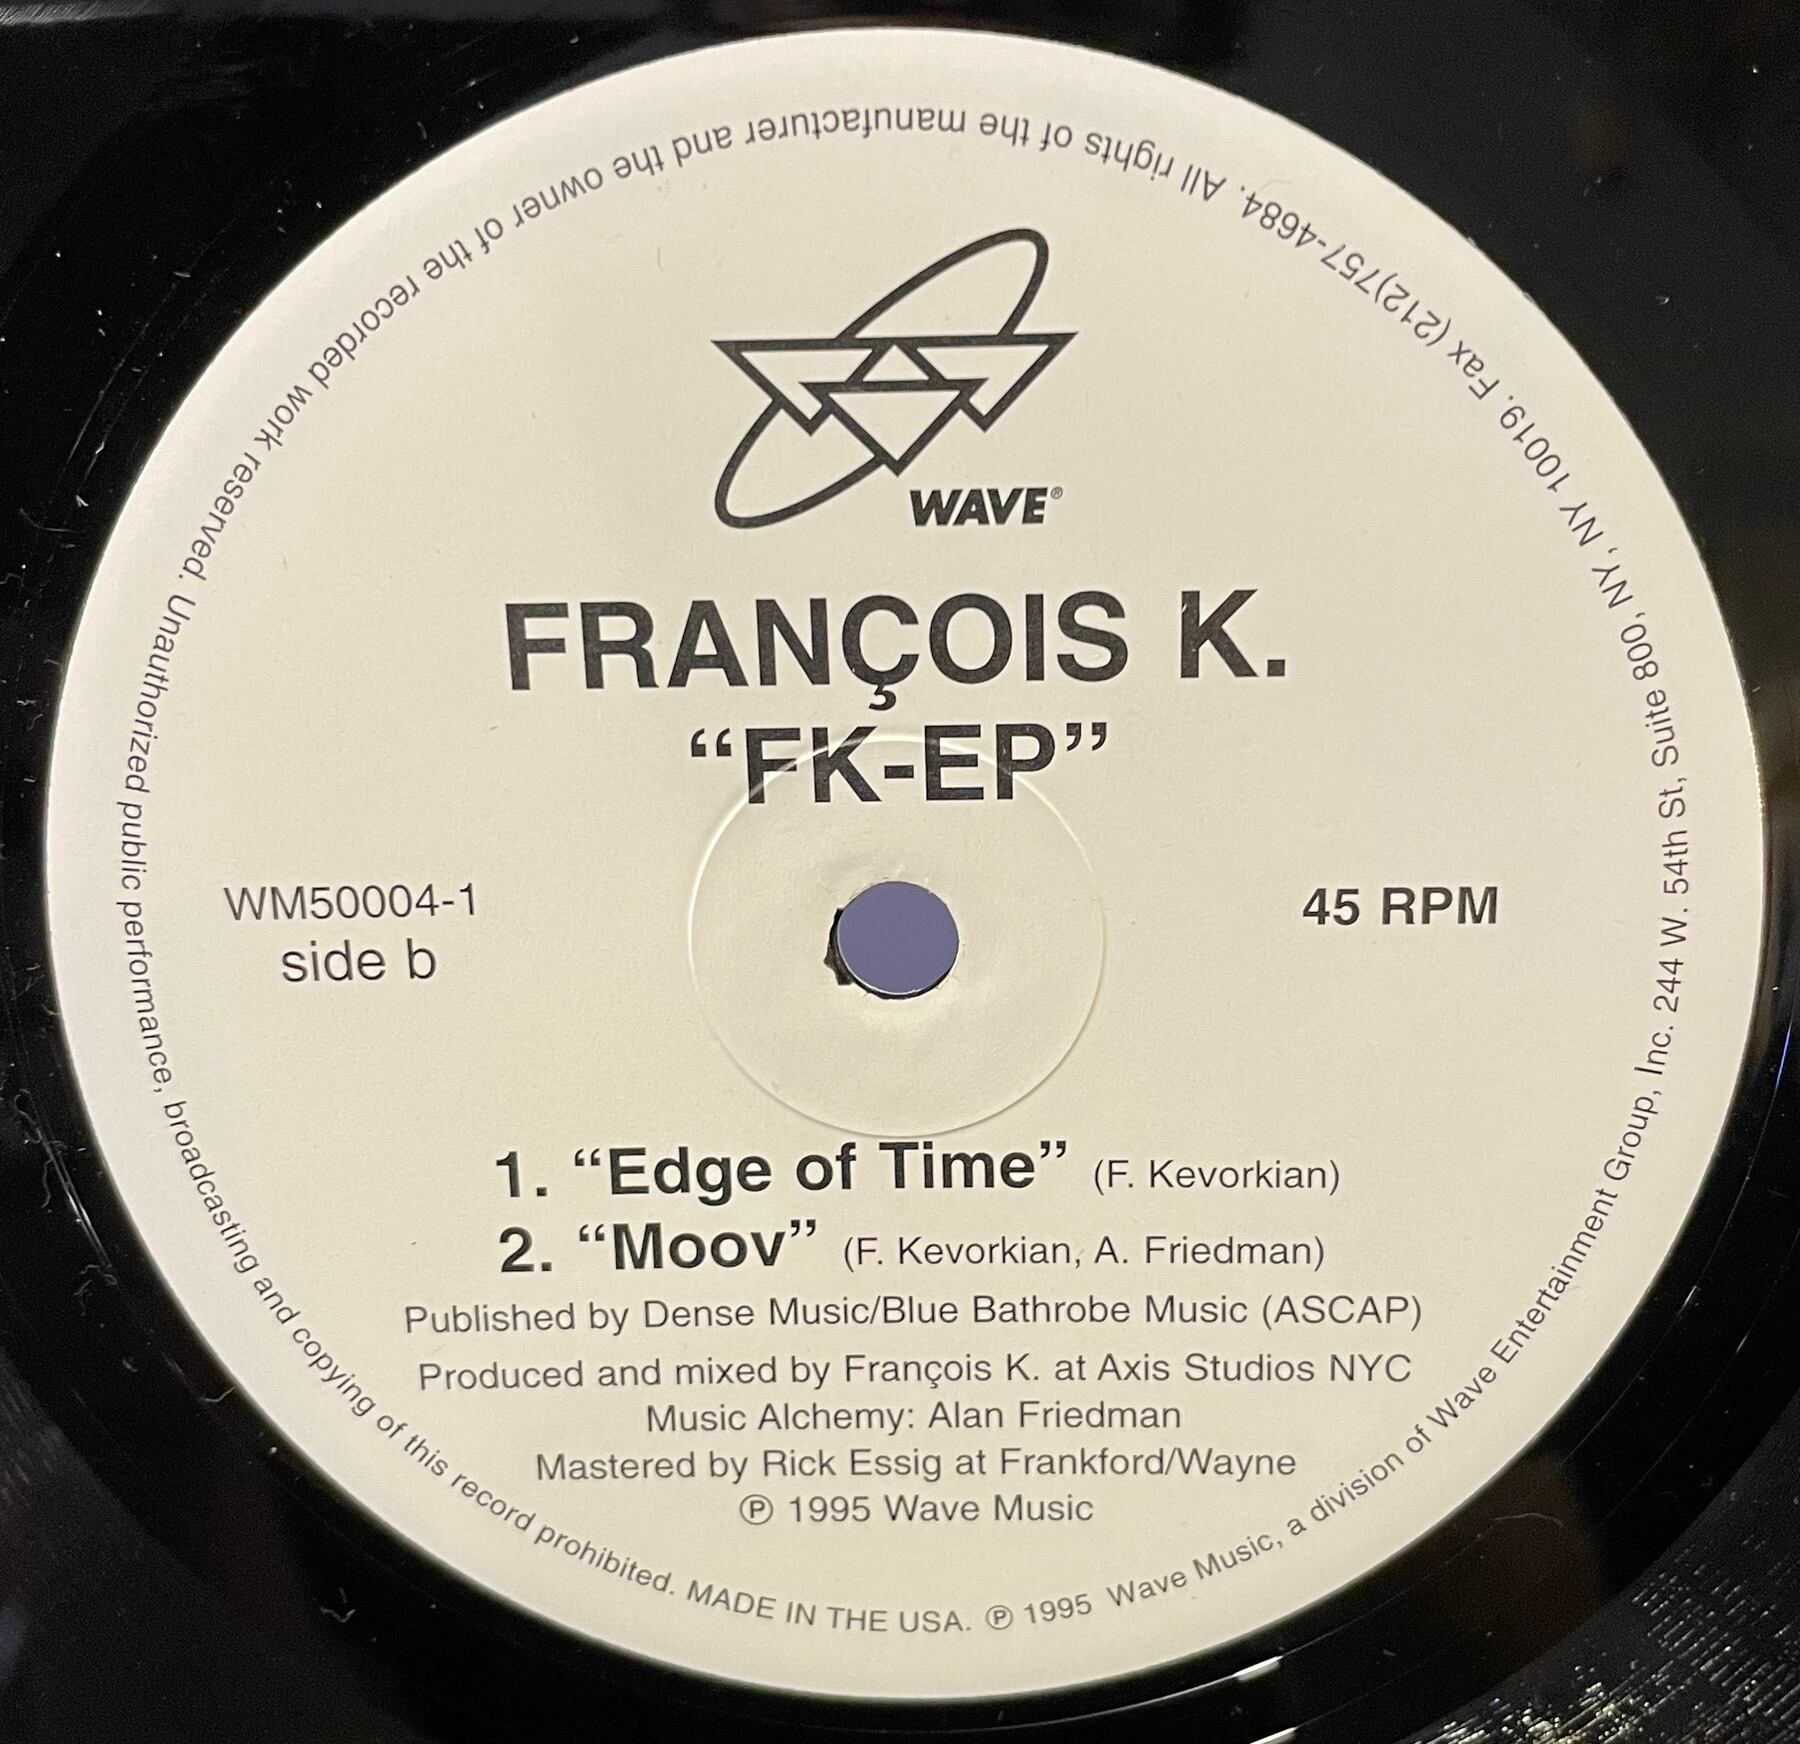 WAVE®
FRANÇOIS K.
“FK-EP”
WM50004-1
side b
45 RPM
1. “Edge of Time” (F. Kevorkian)
2. “Moov” (F. Kevorkian, A. Friedman)
Published by Dense Music/Blue Bathrobe Music (ASCAP)
Produced and mixed by François K. at Axis Studios NYC
Music Alchemy: Alan Friedman
Mastered by Rick Essig at Frankford/Wayne
℗ 1995 Wave Music
℗ 1995 Wave Music, a division of Wave Entertainment Group, Inc. 244 W. 54th St, Suite 800, NY, NY 10019. Fax (212)757-4684. All rights of the manufacturer and the owner of the recorded work reserved. Unauthorized public performance, broadcasting and copying of this record prohibited. MADE IN THE USA.